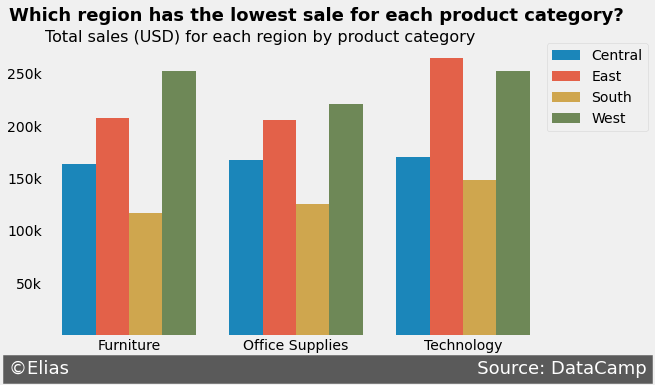 Which region has the lowest sale for each product category?
Total sales (USD) for each region by product category
Central
East
South
West
250k
200k
150k
100k
50k
Furniture
Office Supplies
Technology
©Elias
Source: DataCamp